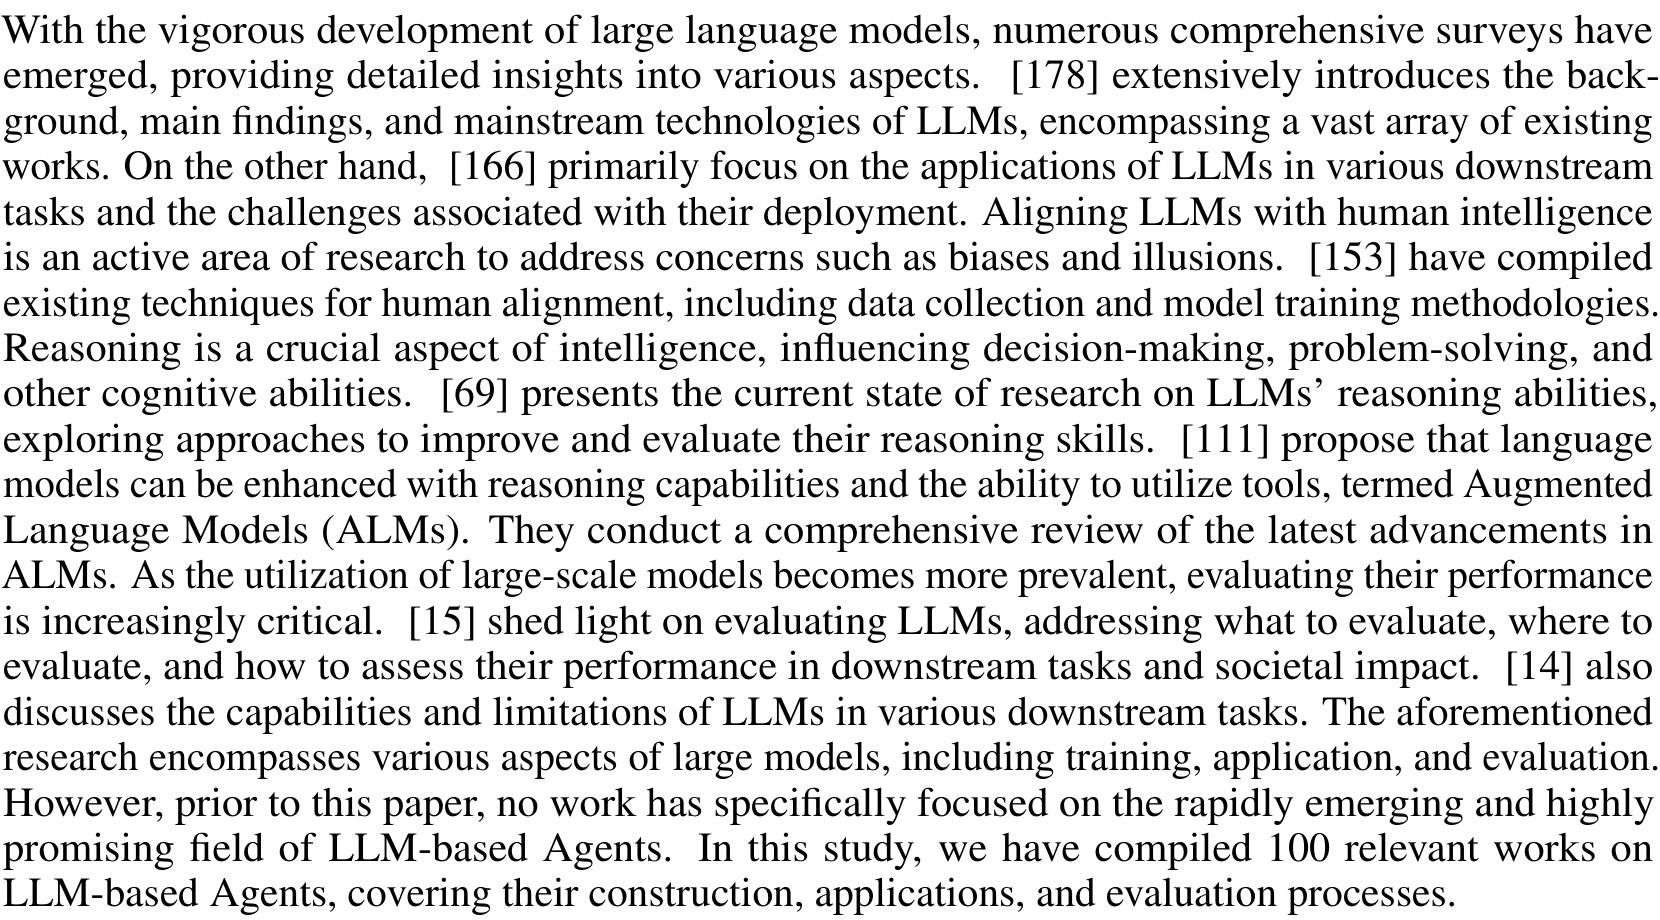 With the vigorous development of large language models, numerous comprehensive surveys have
emerged, providing detailed insights into various aspects. [178] extensively introduces the back-
ground, main findings, and mainstream technologies of LLMs, encompassing a vast array of existing
works. On the other hand, [166] primarily focus on the applications of LLMs in various downstream
tasks and the challenges associated with their deployment. Aligning LLMs with human intelligence
is an active area of research to address concerns such as biases and illusions. [153] have compiled
existing techniques for human alignment, including data collection and model training methodologies.
Reasoning is a crucial aspect of intelligence, influencing decision-making, problem-solving, and
other cognitive abilities. [69] presents the current state of research on LLMs’ reasoning abilities,
exploring approaches to improve and evaluate their reasoning skills. [111] propose that language
models can be enhanced with reasoning capabilities and the ability to utilize tools, termed Augmented
Language Models (ALMs). They conduct a comprehensive review of the latest advancements in
ALMs. As the utilization of large-scale models becomes more prevalent, evaluating their performance
is increasingly critical. [15] shed light on evaluating LLMs, addressing what to evaluate, where to
evaluate, and how to assess their performance in downstream tasks and societal impact. [14] also
discusses the capabilities and limitations of LLMs in various downstream tasks. The aforementioned
research encompasses various aspects of large models, including training, application, and evaluation.
However, prior to this paper, no work has specifically focused on the rapidly emerging and highly
promising field of LLM-based Agents. In this study, we have compiled 100 relevant works on
LLM-based Agents, covering their construction, applications, and evaluation processes.